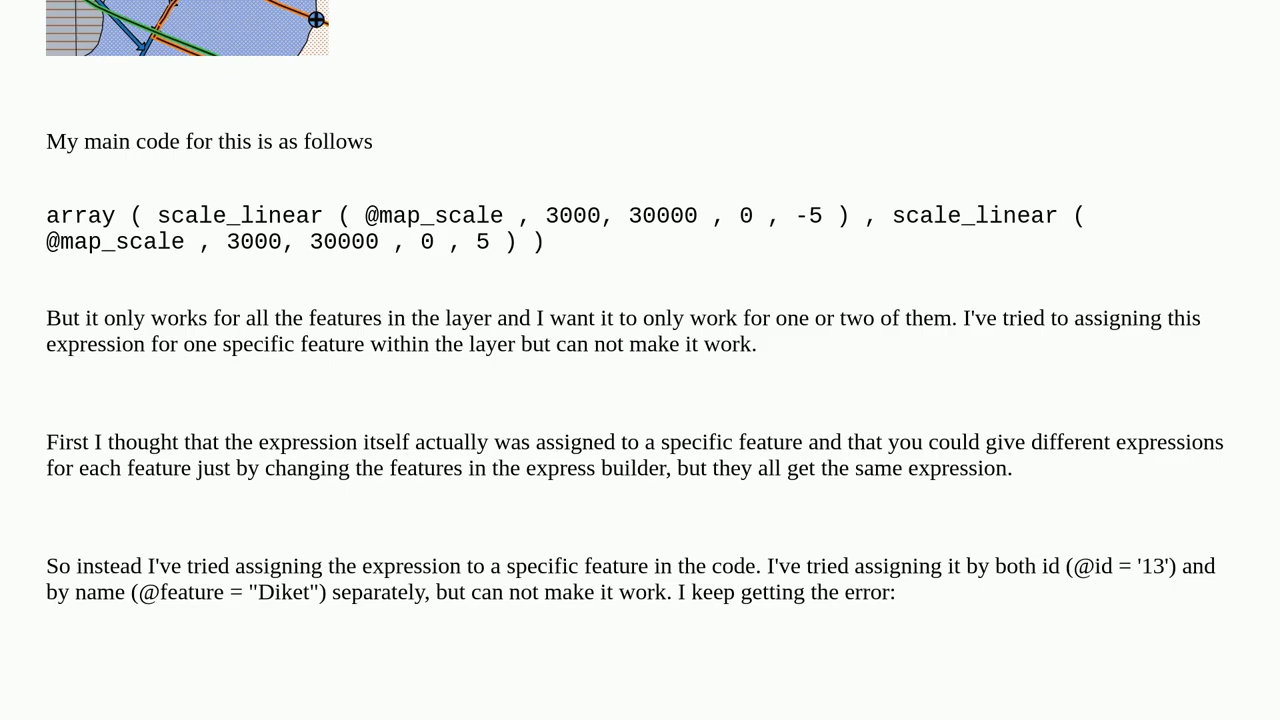 My main code for this is as follows
array ( scale_linear ( @map_scale , 3000, 30000 , 0 , -5 ) , scale_linear (
@map_scale , 3000, 30000 , 0 , 5 ) )
But it only works for all the features in the layer and I want it to only work for one or two of them. I've tried to assigning this
expression for one specific feature within the layer but can not make it work.
First I thought that the expression itself actually was assigned to a specific feature and that you could give different expressions
for each feature just by changing the features in the express builder, but they all get the same expression.
So instead I've tried assigning the expression to a specific feature in the code. I've tried assigning it by both id (@id = '13') and
by name (@feature = "Diket") separately, but can not make it work. I keep getting the error: